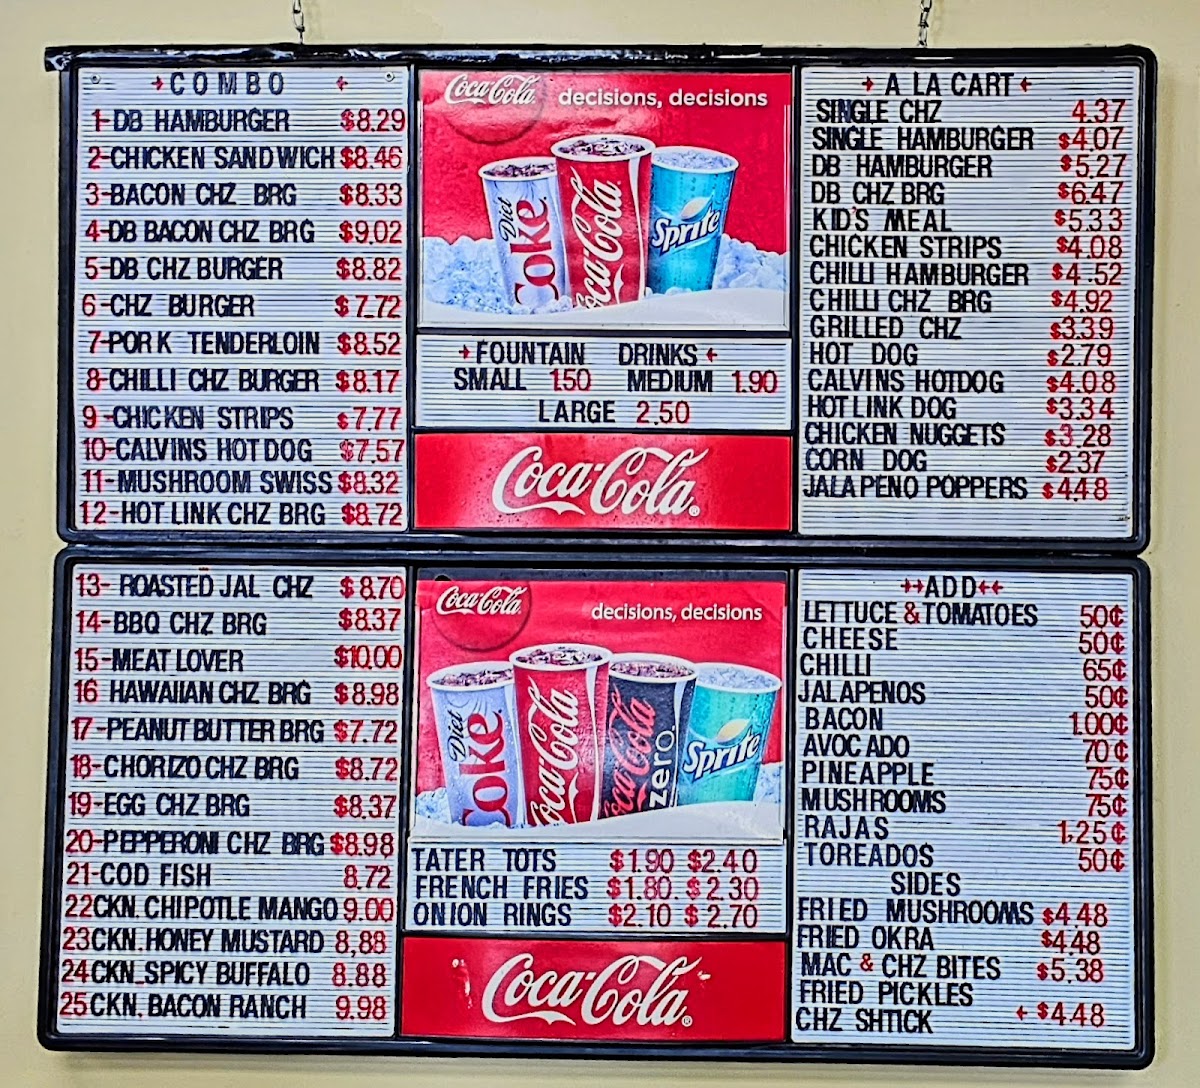 →COMBO←
1-DB HAMBURGER $8.29
2-CHICKEN SANDWICH $8.46
3-BACON CHZ BRG $8.33
4-DB BACON CHZ BRG $9.02
5-DB CHZ BURGER $8.82
6-CHZ BURGER $7.72
7-PORK TENDERLOIN $8.52
8-CHILLI CHZ BURGER $8.17
9-CHICKEN STRIPS $7.77
10-CALVINS HOT DOG $7.57
11-MUSHROOM SWISS $8.32
12-HOT LINK CHZ BRG $8.72
Coca-Cola decisions, decisions
Diet Coke Coca-Cola Sprite
→FOUNTAIN DRINKS←
SMALL 1.50 MEDIUM 1.90
LARGE 2.50
Coca-Cola®
→A LA CART←
SINGLE CHZ 4.37
SINGLE HAMBURGER $4.07
DB HAMBURGER $5.27
DB CHZ BRG $6.47
KID'S MEAL $5.33
CHICKEN STRIPS $4.08
CHILLI HAMBURGER $4.52
CHILLI CHZ BRG $4.92
GRILLED CHZ $3.39
HOT DOG $2.79
CALVINS HOTDOG $4.08
HOT LINK DOG $3.34
CHICKEN NUGGETS $3.28
CORN DOG $2.37
JALAPENO POPPERS $4.48
13- ROASTED JAL CHZ $8.70
14-BBQ CHZ BRG $8.37
15-MEAT LOVER $10.00
16 HAWAIIAN CHZ BRG $8.98
17-PEANUT BUTTER BRG $7.72
18-CHORIZO CHZ BRG $8.72
19-EGG CHZ BRG $8.37
20-PEPPERONI CHZ BRG $8.98
21-COD FISH 8.72
22CKN. CHIPOTLE MANGO 9.00
23CKN. HONEY MUSTARD 8,88
24CKN. SPICY BUFFALO 8.88
25CKN. BACON RANCH 9.98
Coca-Cola decisions, decisions
Diet Coke Coca-Cola Coca-Cola zero. Sprite
TATER TOTS $1.90 $2.40
FRENCH FRIES $1.80. $2.30
ONION RINGS $2.10 $2.70
Coca-Cola®
→→ADD←←
LETTUCE & TOMATOES 50¢
CHEESE 50¢
CHILLI 65¢
JALAPENOS 50¢
BACON 1.00¢
AVOCADO 70¢
PINEAPPLE 75¢
MUSHROOMS 75¢
RAJAS 1,25¢
TOREADOS 50¢
SIDES
FRIED MUSHROOMS $4.48
FRIED OKRA $4.48
MAC & CHZ BITES $5.38
FRIED PICKLES
CHZ SHTICK ← $4.48